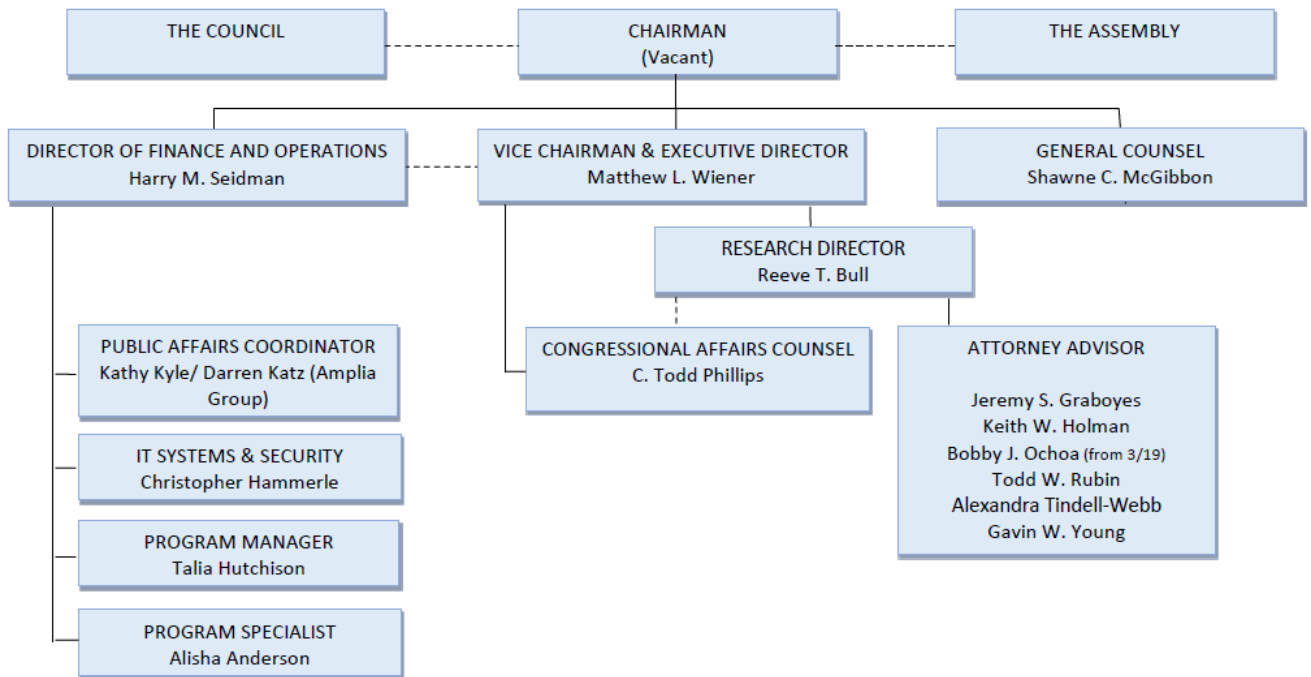 THE COUNCIL
CHAIRMAN
(Vacant)
THE ASSEMBLY
DIRECTOR OF FINANCE AND OPERATIONS
Harry M. Seidman
VICE CHAIRMAN & EXECUTIVE DIRECTOR
Matthew L. Wiener
GENERAL COUNSEL
Shawne C. McGibbon
RESEARCH DIRECTOR
Reeve T. Bull
PUBLIC AFFAIRS COORDINATOR
Kathy Kyle/ Darren Katz (Amplia
Group)
CONGRESSIONAL AFFAIRS COUNSEL
C. Todd Phillips
ATTORNEY ADVISOR
Jeremy S. Graboyes
Keith W. Holman
Bobby J. Ochoa (from 3/19)
Todd W. Rubin
Alexandra Tindell-Webb
Gavin W. Young
IT SYSTEMS & SECURITY
Christopher Hammerle
PROGRAM MANAGER
Talia Hutchison
PROGRAM SPECIALIST
Alisha Anderson